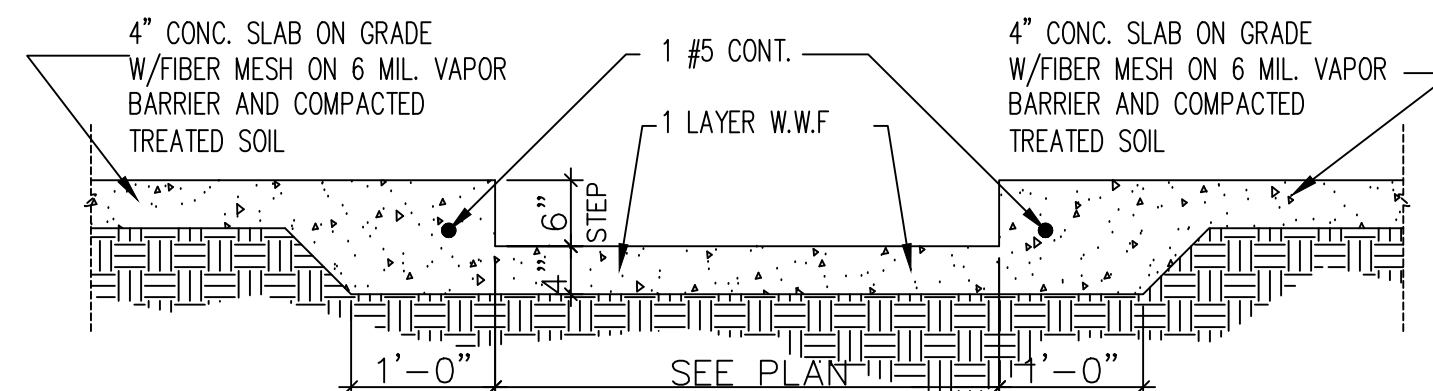 4” CONC. SLAB ON GRADE
W/FIBER MESH ON 6 MIL. VAPOR
BARRIER AND COMPACTED
TREATED SOIL
1 #5 CONT.
1 LAYER W.W.F
4” CONC. SLAB ON GRADE
W/FIBER MESH ON 6 MIL. VAPOR
BARRIER AND COMPACTED
TREATED SOIL
6”
STEP
4”
1’-0”
SEE PLAN
1’-0”